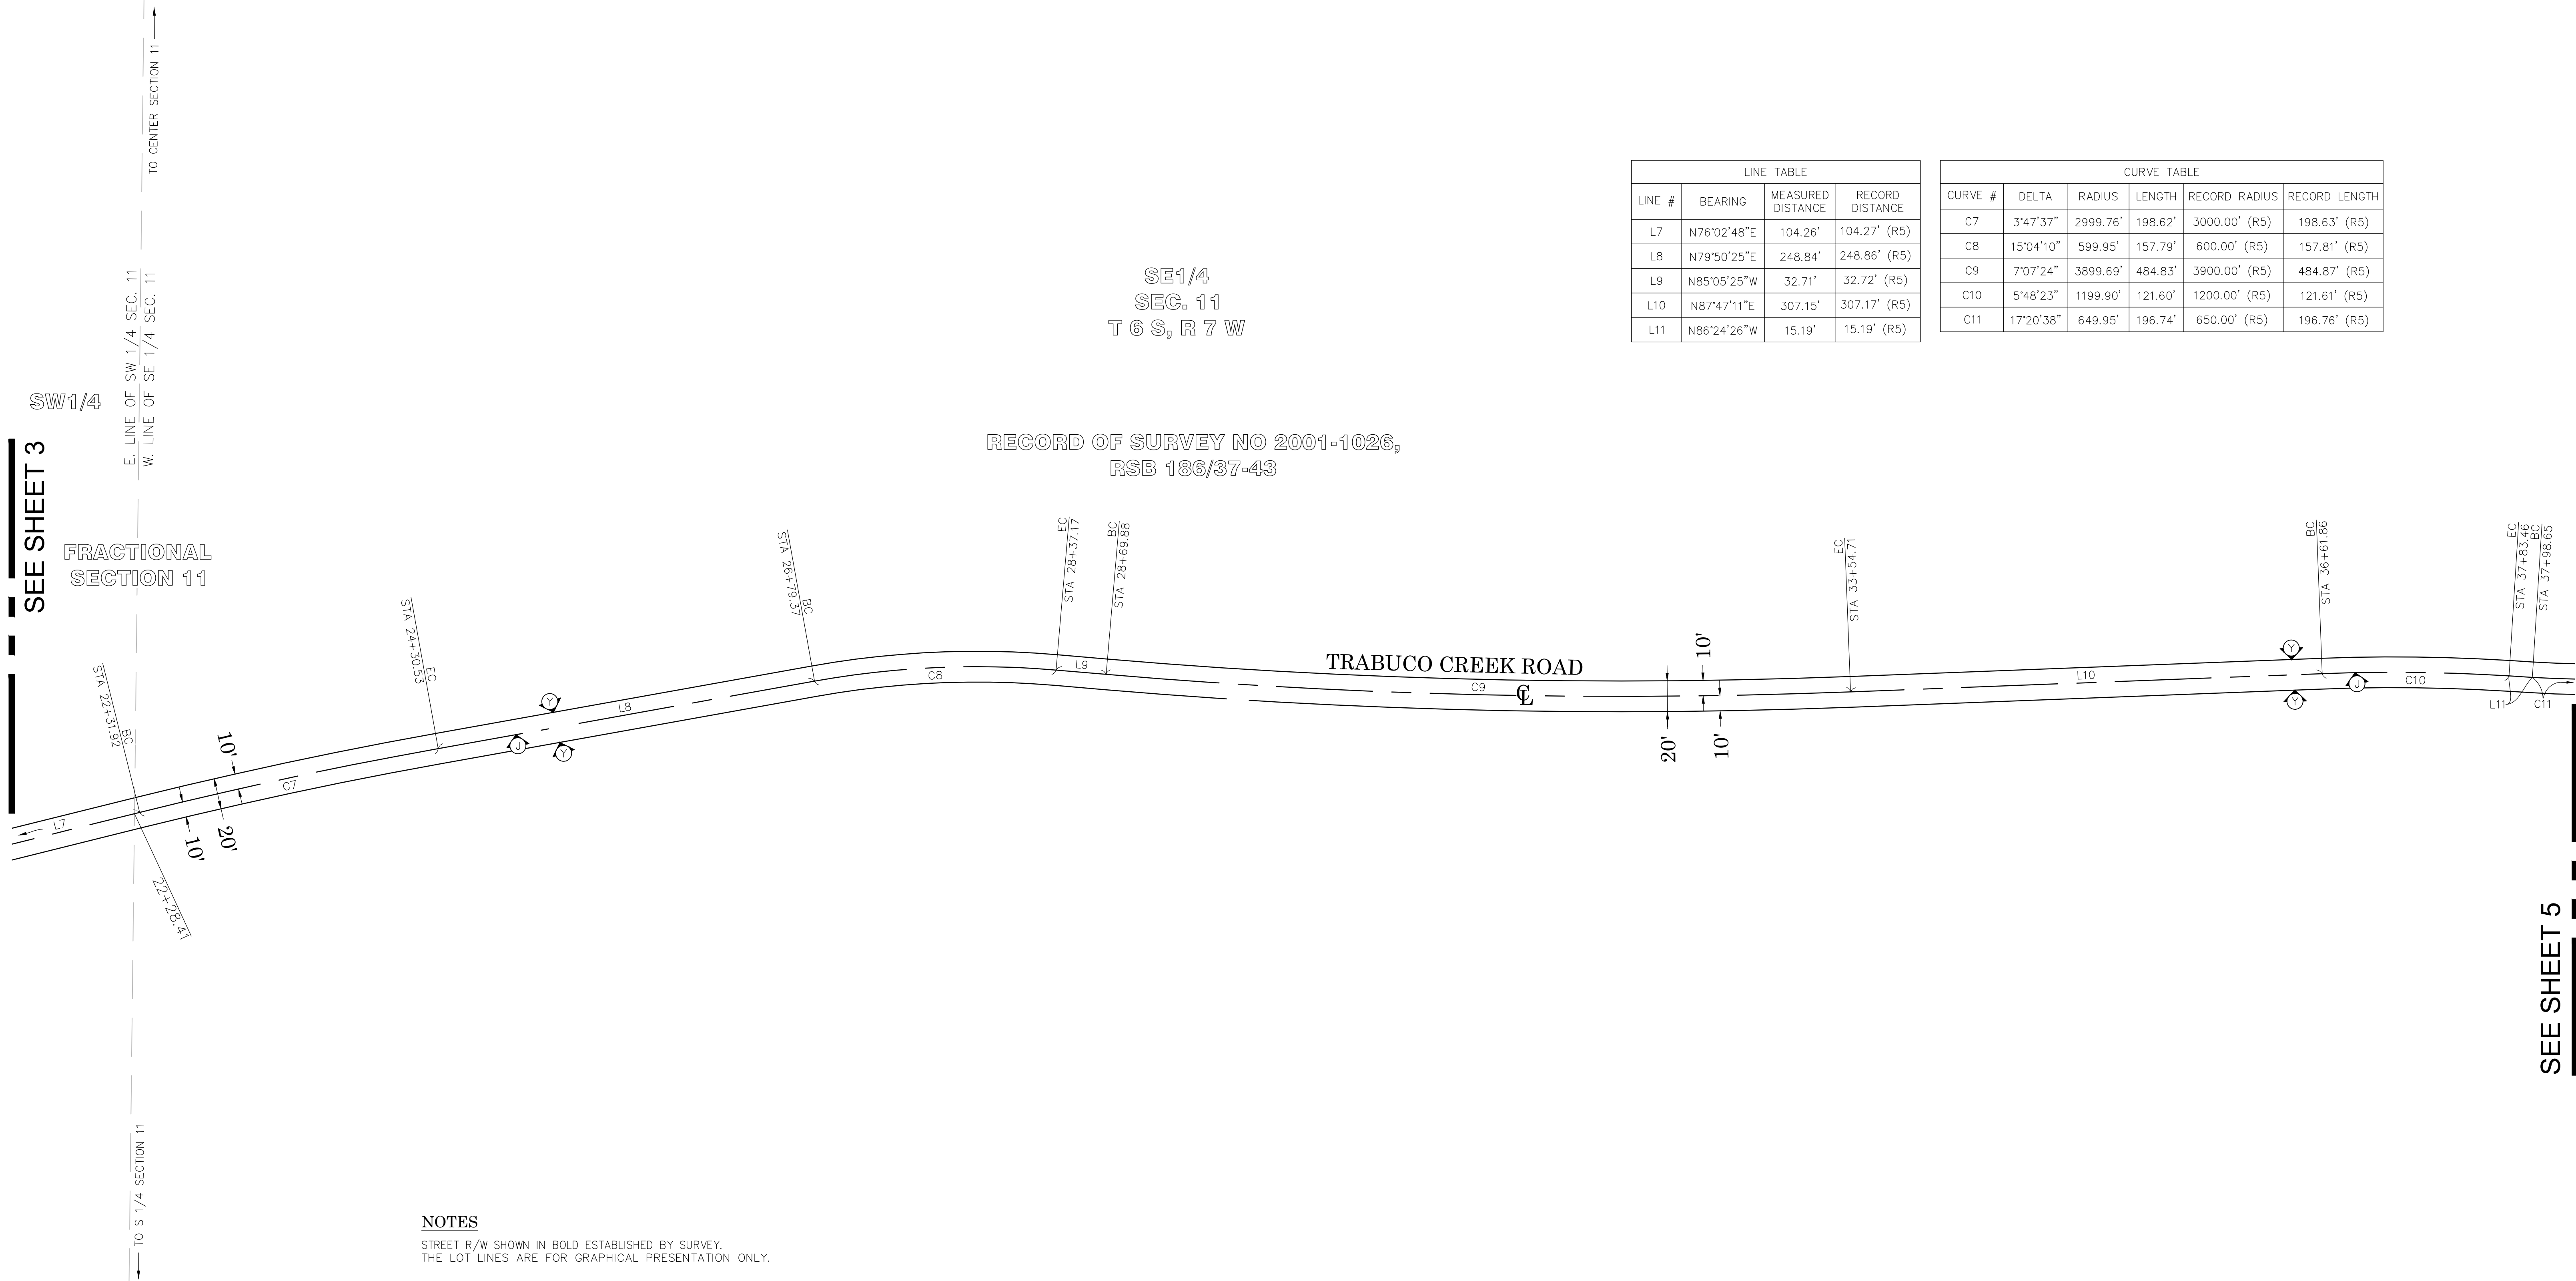 TO CENTER SECTION 11
E. LINE OF SW 1/4 SEC. 11
W. LINE OF SE 1/4 SEC. 11
SW1/4
SEE SHEET 3
FRACTIONAL
SECTION 11
SE1/4
SEC. 11
T 6 S, R 7 W
RECORD OF SURVEY NO 2001-1026,
RSB 186/37-43
LINE TABLE
LINE # BEARING MEASURED DISTANCE RECORD DISTANCE
L7 N76°02'48"E 104.26' 104.27' (R5)
L8 N79°50'25"E 248.84' 248.86' (R5)
L9 N85°05'25"W 32.71' 32.72' (R5)
L10 N87°47'11"E 307.15' 307.17' (R5)
L11 N86°24'26"W 15.19' 15.19' (R5)
CURVE TABLE
CURVE # DELTA RADIUS LENGTH RECORD RADIUS RECORD LENGTH
C7 3°47'37" 2999.76' 198.62' 3000.00' (R5) 198.63' (R5)
C8 15°04'10" 599.95' 157.79' 600.00' (R5) 157.81' (R5)
C9 7°07'24" 3899.69' 484.83' 3900.00' (R5) 484.87' (R5)
C10 5°48'23" 1199.90' 121.60' 1200.00' (R5) 121.61' (R5)
C11 17°20'38" 649.95' 196.74' 650.00' (R5) 196.76' (R5)
BC
STA 22+31.92
EC
STA 24+30.53
BC
STA 26+79.37
EC
STA 28+37.17
BC
STA 28+69.88
EC
STA 33+54.71
BC
STA 36+61.86
EC
STA 37+83.46
BC
STA 37+98.65
L7
22+28.41
10'
20'
10'
C7
Y
J
Y
L8
C8
L9
TRABUCO CREEK ROAD
C9
CL
10'
20'
10'
L10
Y
Y
J
C10
L11
C11
SEE SHEET 5
TO S 1/4 SECTION 11
NOTES
STREET R/W SHOWN IN BOLD ESTABLISHED BY SURVEY.
THE LOT LINES ARE FOR GRAPHICAL PRESENTATION ONLY.